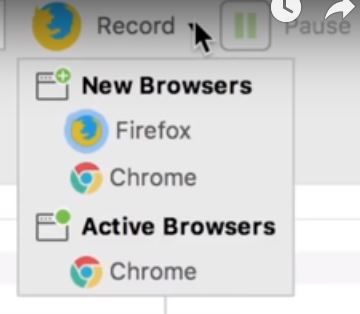 Record Pause
New Browsers
Firefox
Chrome
Active Browsers
Chrome